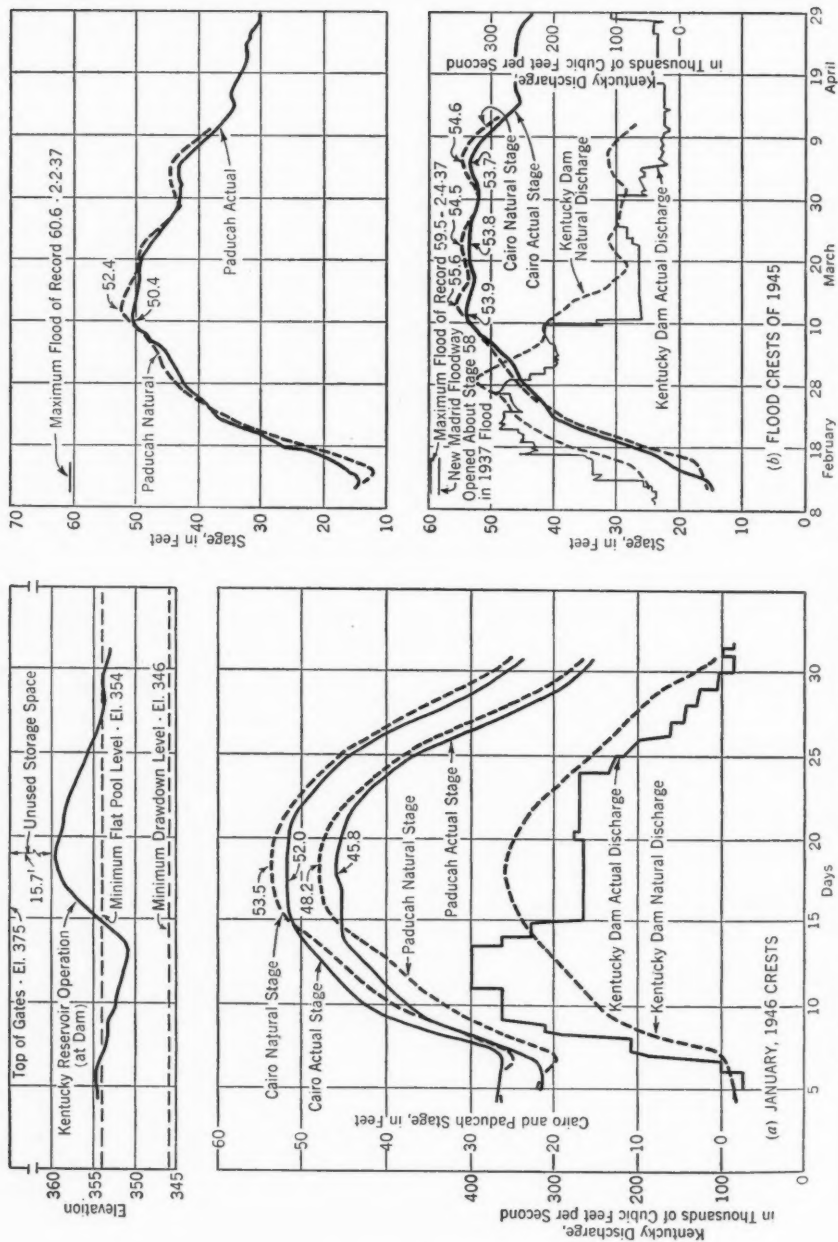 Top of Gates - El. 375
15.7'
Unused Storage Space
Kentucky Reservoir Operation
(at Dam)
Minimum Flat Pool Level - El. 354
Minimum Drawdown Level - El. 346
Elevation
360
355
350
345
60
50
40
30
20
10
0
Cairo and Paducah Stage, in Feet
400
300
200
100
0
Kentucky Discharge,
in Thousands of Cubic Feet per Second
Cairo Natural Stage
Cairo Actual Stage
53.5
52.0
48.2
45.8
Paducah Natural Stage
Paducah Actual Stage
Kentucky Dam Actual Discharge
Kentucky Dam Natural Discharge
(a) JANUARY, 1946 CRESTS
5
10
15
20
25
30
Days
70
60
50
40
30
20
10
Stage, in Feet
Maximum Flood of Record 60.6 - 2-2-37
52.4
50.4
Paducah Natural
Paducah Actual
60
50
40
30
20
10
0
Stage, in Feet
Maximum Flood of Record 59.5 - 2-4-37
New Madrid Floodway
Opened About Stage 58
in 1937 Flood
55.6
54.5
54.6
53.9
53.8
53.7
Cairo Natural Stage
Cairo Actual Stage
Kentucky Dam
Natural Discharge
Kentucky Dam Actual Discharge
300
200
100
0
Kentucky Discharge,
in Thousands of Cubic Feet per Second
(b) FLOOD CRESTS OF 1945
8
18
28
10
20
30
9
19
29
February
March
April